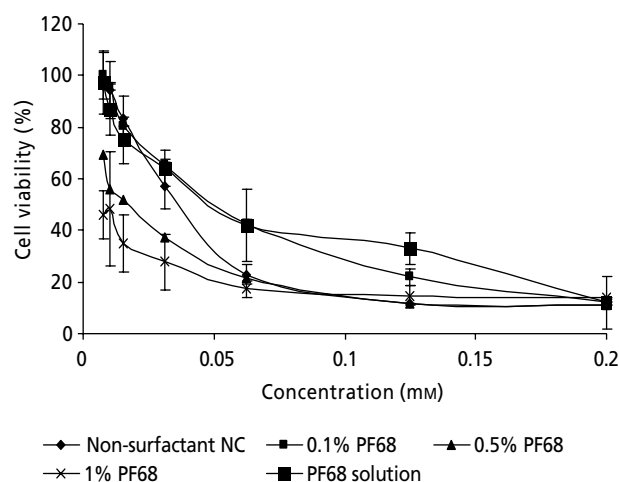 120
100
80
60
40
20
0
Cell viability (%)
0 0.05 0.1 0.15 0.2
Concentration (mM)
Non-surfactant NC 0.1% PF68 0.5% PF68
1% PF68 PF68 solution